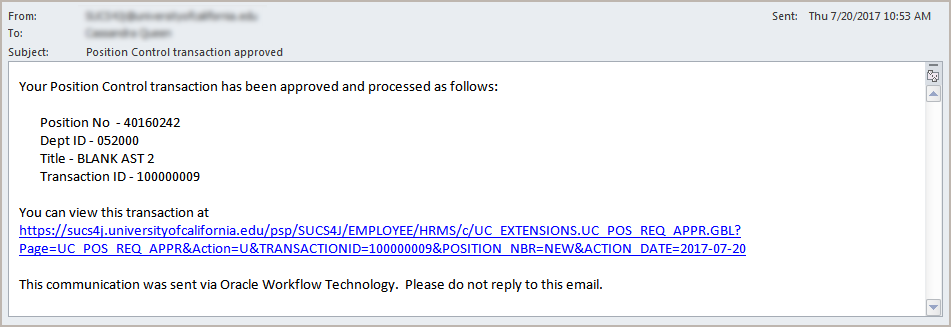 From:
Sent: Thu 7/20/2017 10:53 AM
To:
Subject: Position Control transaction approved
Your Position Control transaction has been approved and processed as follows:
Position No - 40160242
Dept ID - 052000
Title - BLANK AST 2
Transaction ID - 100000009
You can view this transaction at
https://sucs4j.universityofcalifornia.edu/psp/SUCS4J/EMPLOYEE/HRMS/c/UC_EXTENSIONS.UC_POS_REQ_APPR.GBL?
Page=UC_POS_REQ_APPR&Action=U&TRANSACTIONID=100000009&POSITION_NBR=NEW&ACTION_DATE=2017-07-20
This communication was sent via Oracle Workflow Technology. Please do not reply to this email.